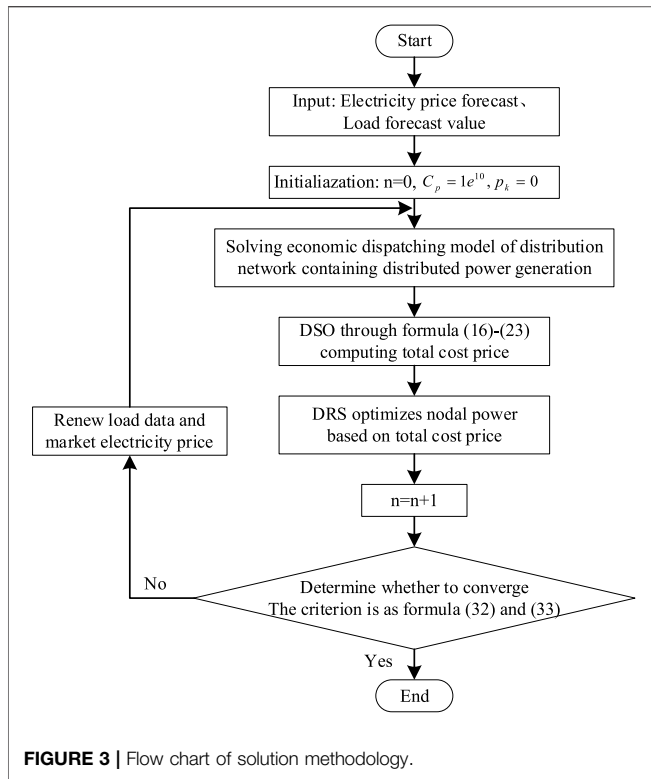 Start
Input: Electricity price forecast、
Load forecast value
Initialiazation: n=0, C_p = 1e^{10}, p_k = 0
Solving economic dispatching model of distribution
network containing distributed power generation
DSO through formula (16)-(23)
computing total cost price
Renew load data and
market electricity price
DRS optimizes nodal power
based on total cost price
n=n+1
No
Determine whether to converge
The criterion is as formula (32) and (33)
Yes
End
FIGURE 3 | Flow chart of solution methodology.